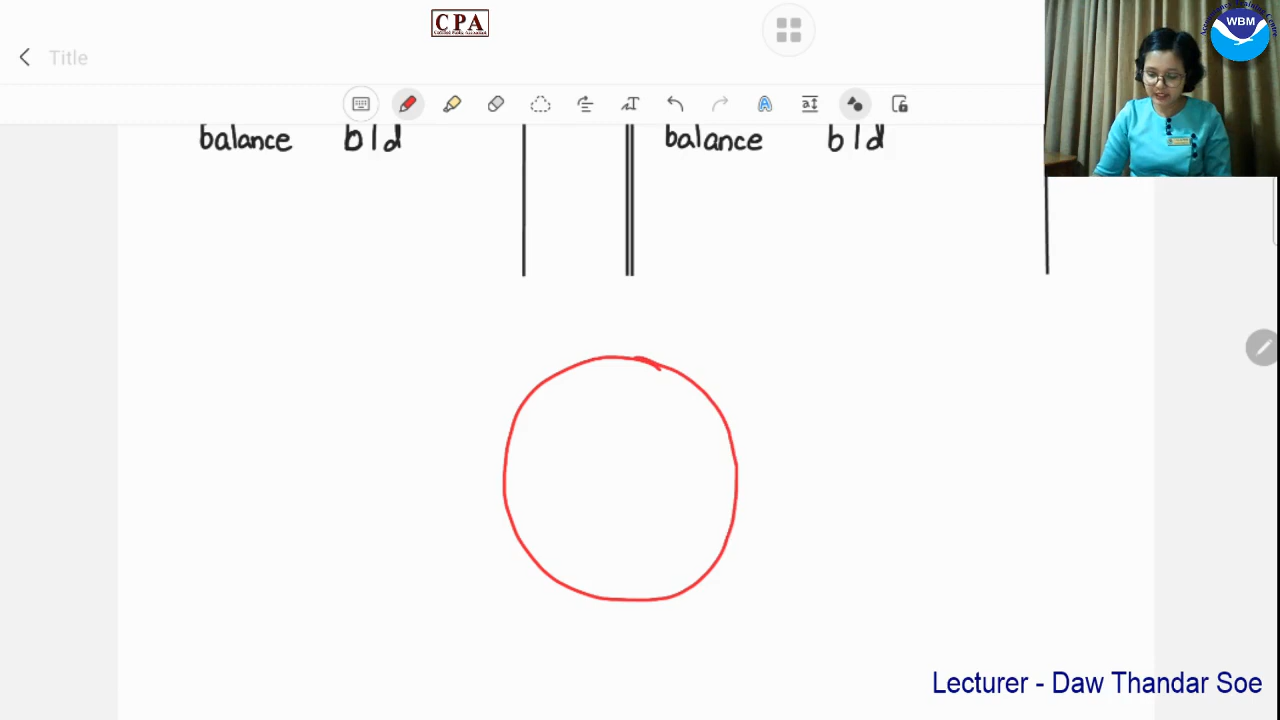 CPA
WBM
Title
balance b/d balance b/d
Lecturer - Daw Thandar Soe